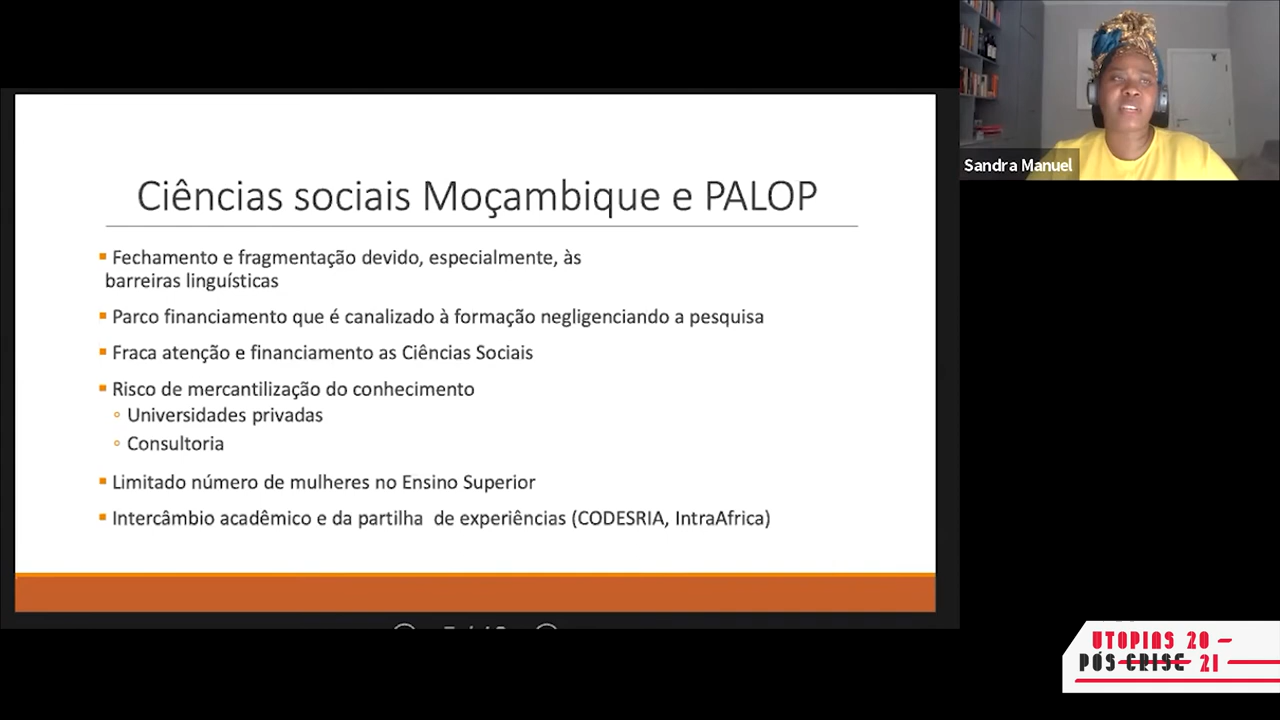 Ciências sociais Moçambique e PALOP
Fechamento e fragmentação devido, especialmente, às
barreiras linguísticas
Parco financiamento que é canalizado à formação negligenciando a pesquisa
Fraca atenção e financiamento as Ciências Sociais
Risco de mercantilização do conhecimento
Universidades privadas
Consultoria
Limitado número de mulheres no Ensino Superior
Intercâmbio acadêmico e da partilha de experiências (CODESRIA, IntraAfrica)
Sandra Manuel
UTOPIAS 20 –
PÓS CRISE 21